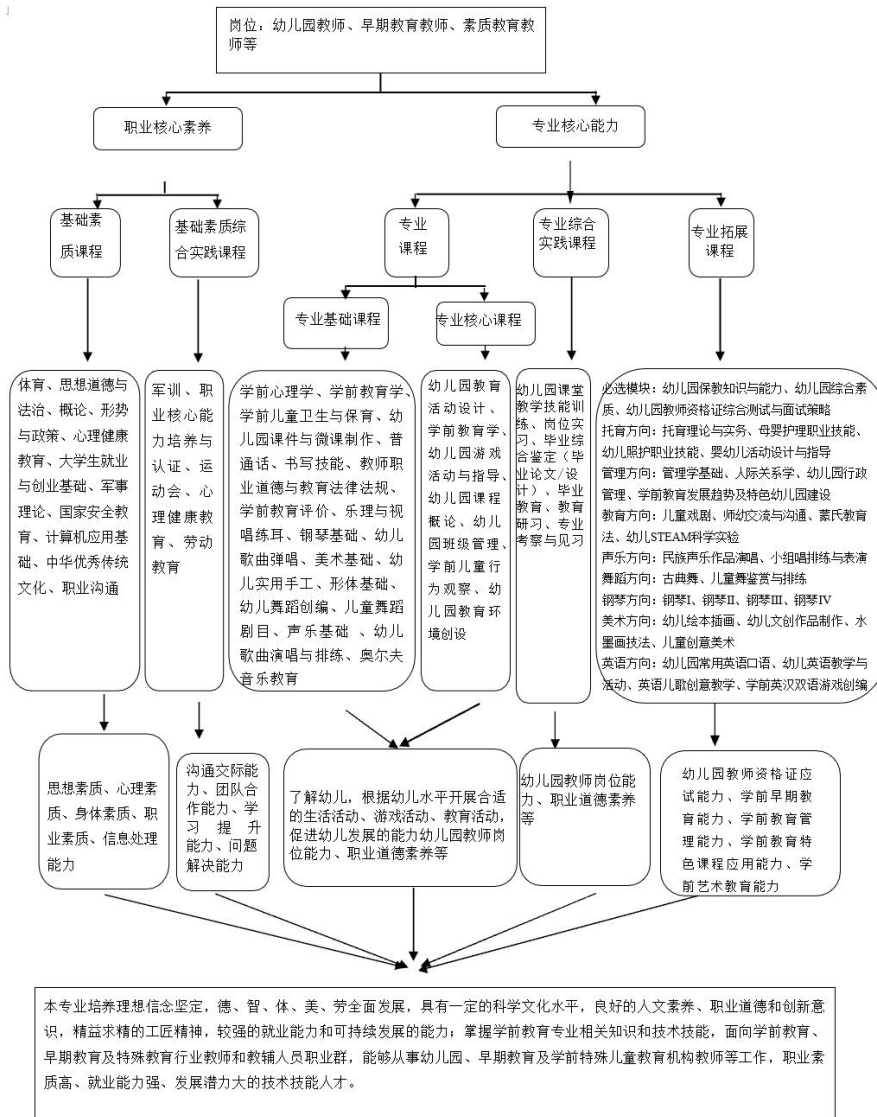 岗位：幼儿园教师、早期教育教师、素质教育教
师等
职业核心素养
专业核心能力
基础素
质课程
基础素质综
合实践课程
专业
课程
专业综合
实践课程
专业拓展
课程
专业基础课程
专业核心课程
体育、思想道德与
法治、概论、形势
与政策、心理健康
教育、大学生就业
与创业基础、军事
理论、国家安全教
育、计算机应用基
础、中华优秀传统
文化、职业沟通
军训、职
业核心能
力培养与
认证、运
动会、心
理健康教
育、劳动
教育
学前心理学、学前教育学、
学前儿童卫生与保育、幼
儿园课件与微课制作、普
通话、书写技能、教师职
业道德与教育法律法规、
学前教育评价、乐理与视
唱练耳、钢琴基础、幼儿
歌曲弹唱、美术基础、幼
儿实用手工、形体基础、
幼儿舞蹈创编、儿童舞蹈
剧目、声乐基础 、幼儿
歌曲演唱与排练、奥尔夫
音乐教育
幼儿园教育
活动设计、
学前教育学、
幼儿园游戏
活动与指导、
幼儿园课程
概论、幼儿
园班级管理、
学前儿童行
为观察、幼
儿园教育环
境创设
幼儿园课堂
教学技能训
练、岗位实
习、毕业综
合鉴定（毕
业论文/设
计）、毕业
教育、教育
研习、专业
考察与见习
必选模块：幼儿园保教知识与能力、幼儿园综合素
质、幼儿园教师资格证综合测试与面试策略
托育方向：托育理论与实务、母婴护理职业技能、
幼儿照护职业技能、婴幼儿活动设计与指导
管理方向：管理学基础、人际关系学、幼儿园行政
管理、学前教育发展趋势及特色幼儿园建设
教育方向：儿童戏剧、师幼交流与沟通、蒙氏教育
法、幼儿STEAM科学实验
声乐方向：民族声乐作品演唱、小组唱排练与表演
舞蹈方向：古典舞、儿童舞鉴赏与排练
钢琴方向：钢琴I、钢琴II、钢琴III、钢琴IV
美术方向：幼儿绘本插画、幼儿文创作品制作、水
墨画技法、儿童创意美术
英语方向：幼儿园常用英语口语、幼儿英语教学与
活动、英语儿歌创意教学、学前英汉双语游戏创编
思想素质、心理素
质、身体素质、职
业素质、信息处理
能力
沟通交际能
力、团队合
作能力、学
习提升
能力、问题
解决能力
了解幼儿，根据幼儿水平开展合适
的生活活动、游戏活动、教育活动，
促进幼儿发展的能力幼儿园教师岗
位能力、职业道德素养等
幼儿园教师岗位能
力、职业道德素养
等
幼儿园教师资格证应
试能力、学前早期教
育能力、学前教育管
理能力、学前教育特
色课程应用能力、学
前艺术教育能力
本专业培养理想信念坚定，德、智、体、美、劳全面发展，具有一定的科学文化水平，良好的人文素养、职业道德和创新意
识，精益求精的工匠精神，较强的就业能力和可持续发展的能力；掌握学前教育专业相关知识和技术技能，面向学前教育、
早期教育及特殊教育行业教师和教辅人员职业群，能够从事幼儿园、早期教育及学前特殊儿童教育机构教师等工作，职业素
质高、就业能力强、发展潜力大的技术技能人才。